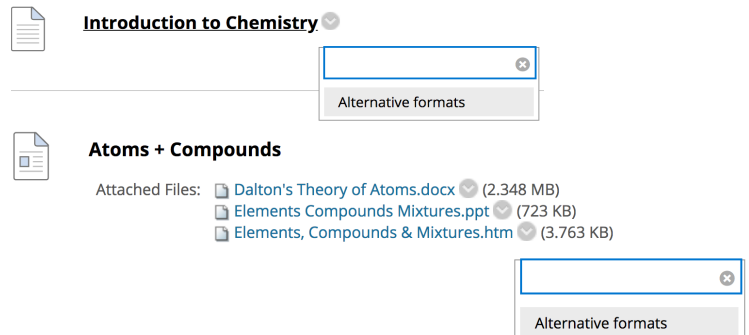 Introduction to Chemistry
Alternative formats
Atoms + Compounds
Attached Files: Dalton's Theory of Atoms.docx (2.348 MB)
Elements Compounds Mixtures.ppt (723 KB)
Elements, Compounds & Mixtures.htm (3.763 KB)
Alternative formats